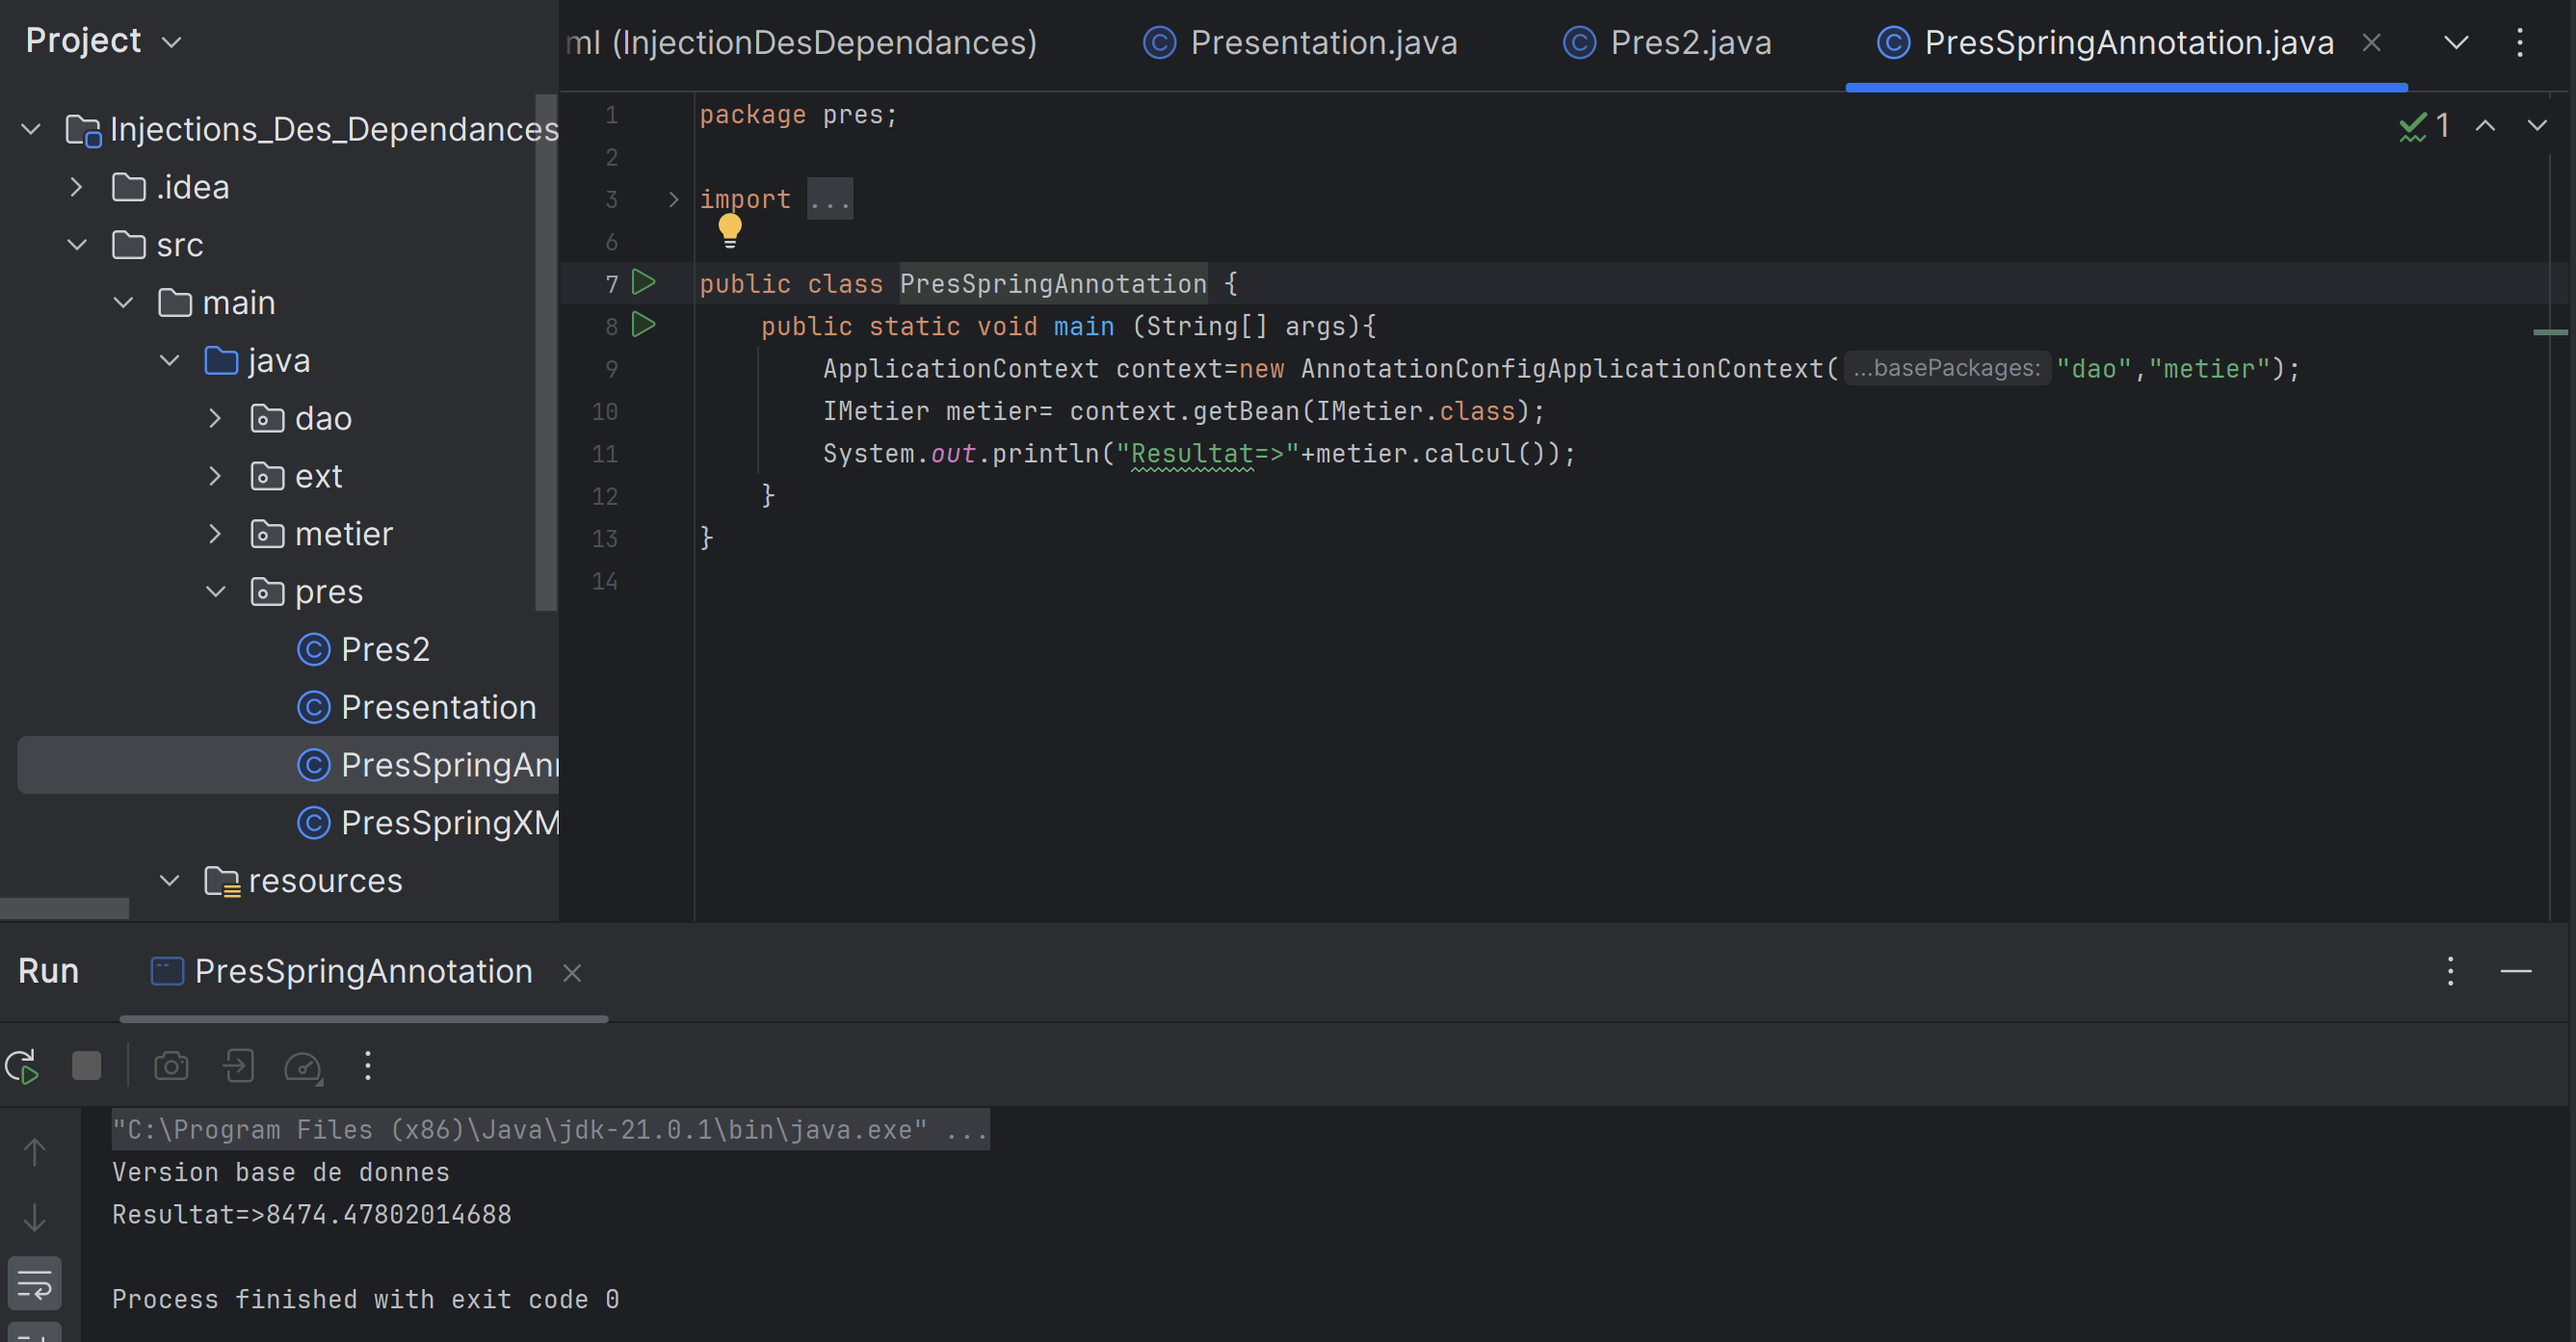 Project
ml (InjectionDesDependances)
Presentation.java
Pres2.java
PresSpringAnnotation.java
Injections_Des_Dependances
.idea
src
main
java
dao
ext
metier
pres
Pres2
Presentation
PresSpringAnn
PresSpringXM
resources
1 package pres;
2
3 import ...
6
7 public class PresSpringAnnotation {
8 public static void main (String[] args){
9 ApplicationContext context=new AnnotationConfigApplicationContext( ...basePackages: "dao","metier");
10 IMetier metier= context.getBean(IMetier.class);
11 System.out.println("Resultat=>"+metier.calcul());
12 }
13 }
14
1
Run
PresSpringAnnotation
"C:\Program Files (x86)\Java\jdk-21.0.1\bin\java.exe" ...
Version base de donnes
Resultat=>8474.47802014688
Process finished with exit code 0